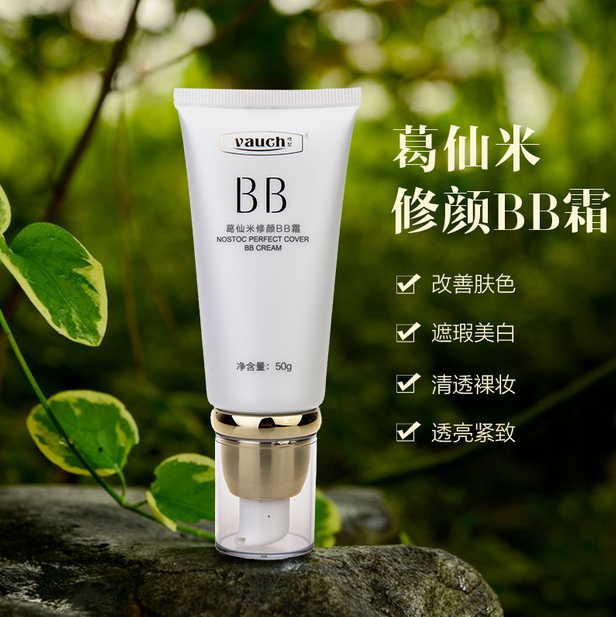 vauch
BB
葛仙米修颜BB霜
NOSTOC PERFECT COVER
BB CREAM
净含量：50g
葛仙米
修颜BB霜
改善肤色
遮瑕美白
清透裸妆
透亮紧致